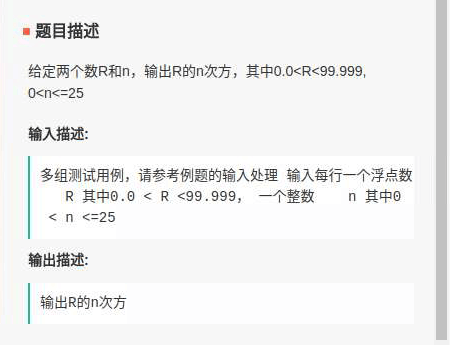 题目描述
给定两个数R和n，输出R的n次方，其中0.0<R<99.999,
0<n<=25
输入描述:
多组测试用例，请参考例题的输入处理 输入每行一个浮点数
R 其中0.0 < R <99.999， 一个整数 n 其中0
< n <=25
输出描述:
输出R的n次方